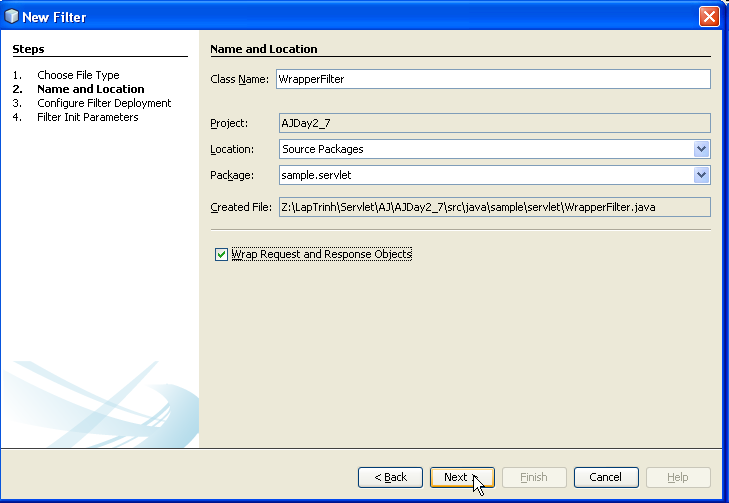 New Filter
Steps
1. Choose File Type
2. Name and Location
3. Configure Filter Deployment
4. Filter Init Parameters
Name and Location
Class Name: WrapperFilter
Project: AJDay2_7
Location: Source Packages
Package: sample.servlet
Created File: Z:\LapTrinh\Servlet\AJ\AJDay2_7\src\java\sample\servlet\WrapperFilter.java
Wrap Request and Response Objects
< Back Next > Finish Cancel Help